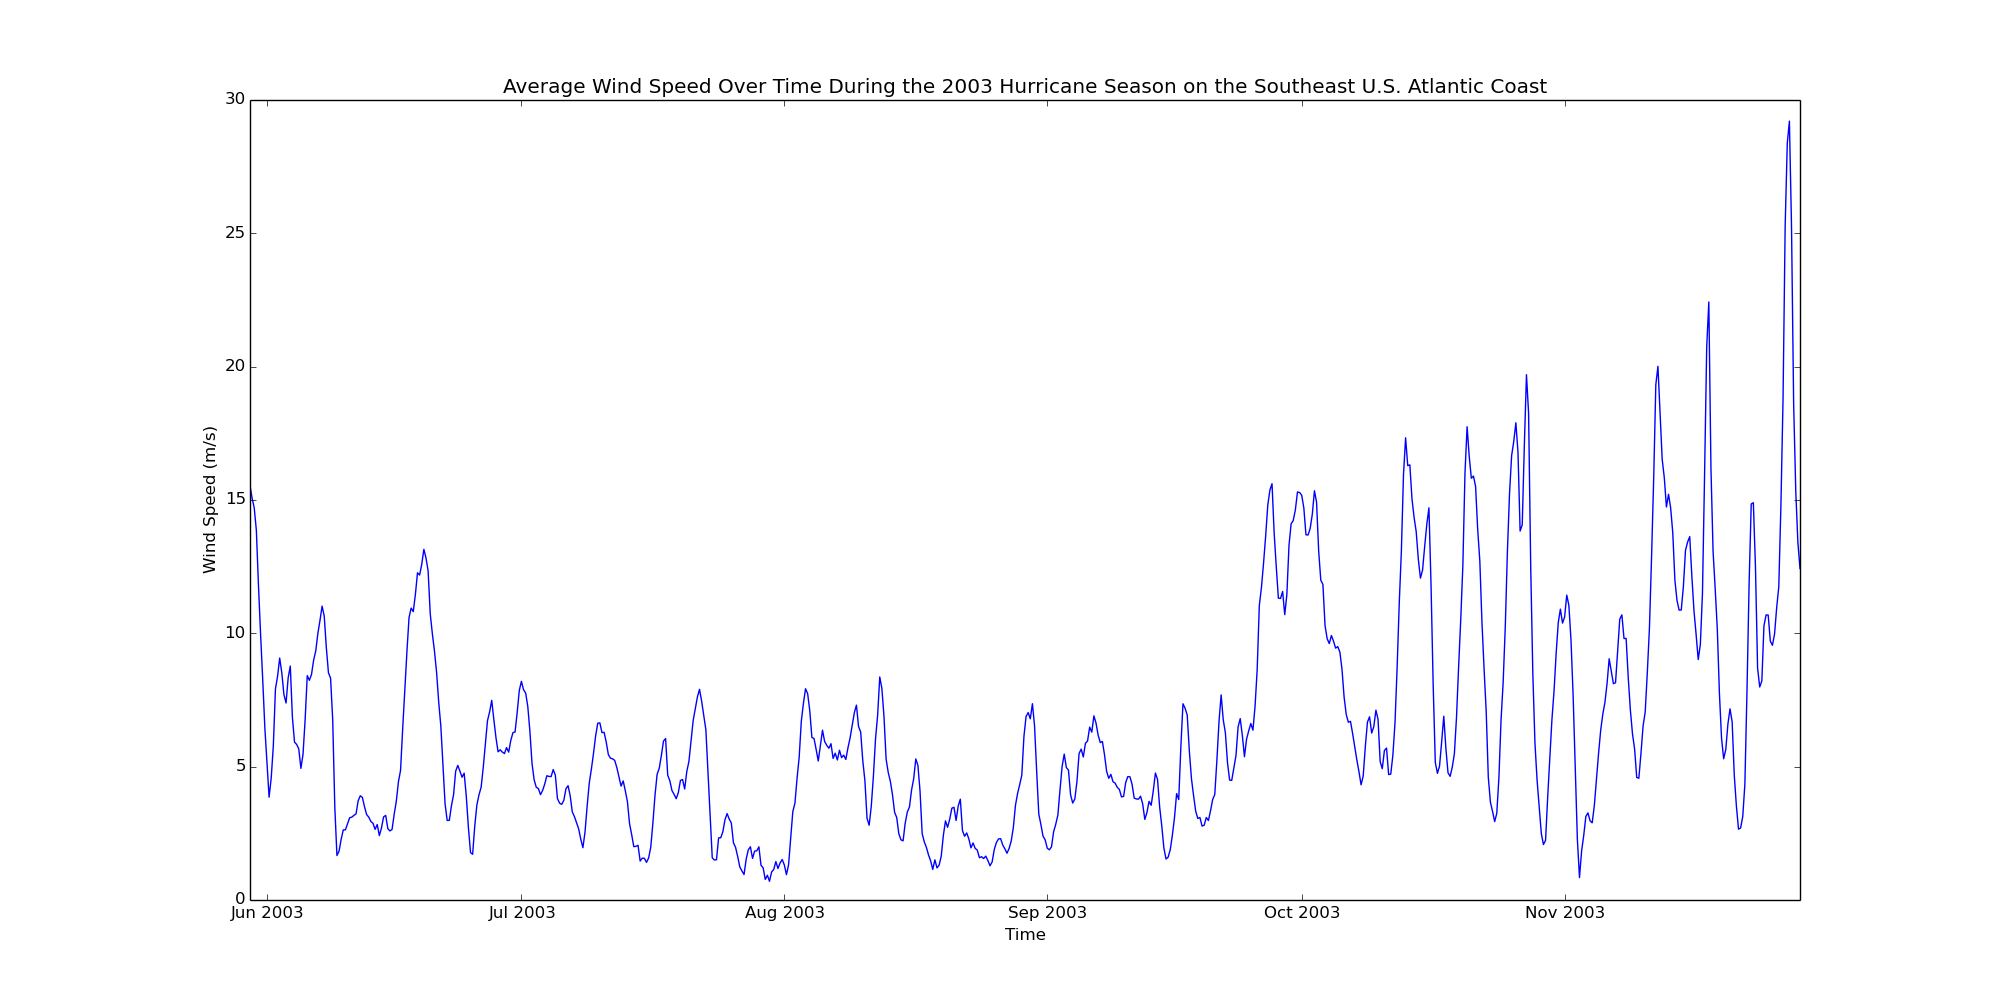 Average Wind Speed Over Time During the 2003 Hurricane Season on the Southeast U.S. Atlantic Coast
30
25
20
15
10
5
0
Wind Speed (m/s)
Jun 2003 Jul 2003 Aug 2003 Sep 2003 Oct 2003 Nov 2003
Time